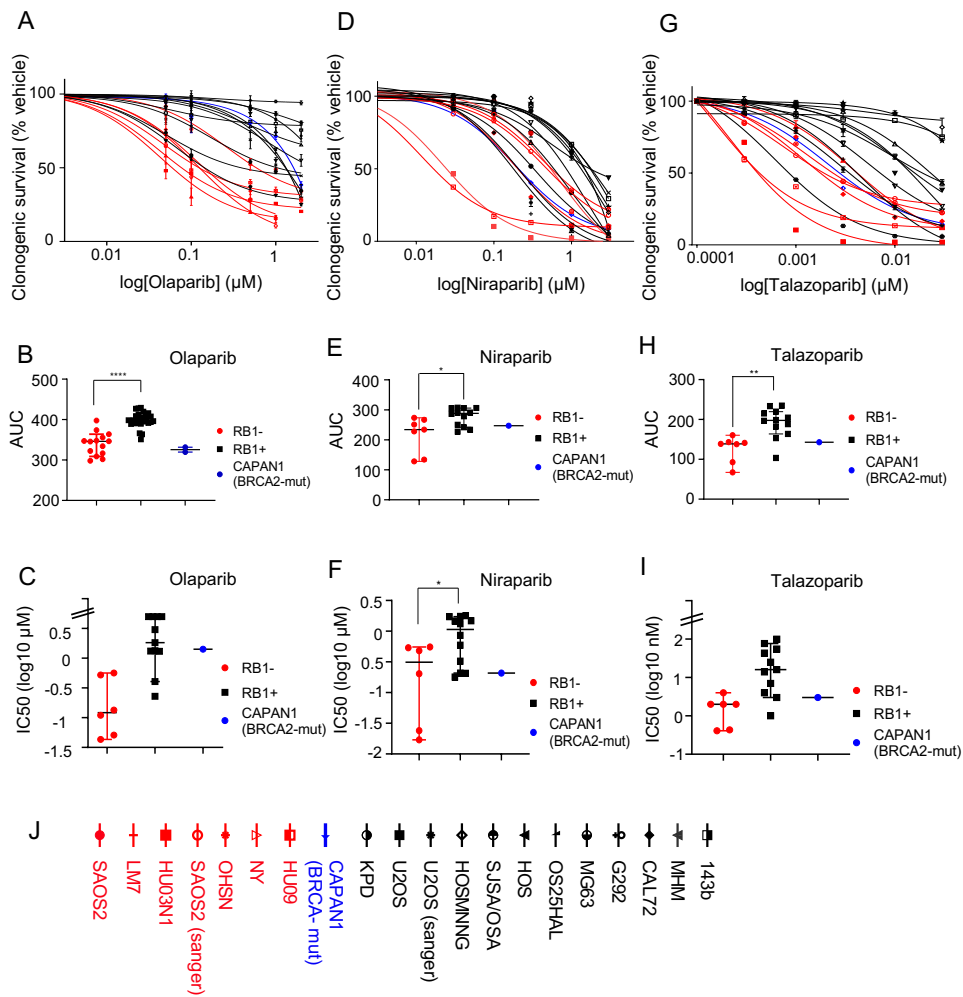 A
Clonogenic survival (% vehicle)
100
50
0
0.01
0.1
1
log[Olaparib] (µM)
D
Clonogenic survival (% vehicle)
100
50
0
0.01
0.1
1
log[Niraparib] (µM)
G
Clonogenic survival (% vehicle)
100
50
0
0.0001
0.001
0.01
log[Talazoparib] (µM)
B
Olaparib
AUC
500
400
300
200
****
RB1-
RB1+
CAPAN1
(BRCA2-mut)
E
Niraparib
AUC
400
300
200
100
0
*
RB1-
RB1+
CAPAN1
(BRCA2-mut)
H
Talazoparib
AUC
300
200
100
0
**
RB1-
RB1+
CAPAN1
(BRCA2-mut)
C
Olaparib
IC50 (log10 µM)
0.5
0
-0.5
-1
-1.5
RB1-
RB1+
CAPAN1
(BRCA2-mut)
F
Niraparib
IC50 (log10 µM)
0.5
0
-0.5
-1
-1.5
-2
*
RB1-
RB1+
CAPAN1
(BRCA2-mut)
I
Talazoparib
IC50 (log10 nM)
2
1
0
-1
RB1-
RB1+
CAPAN1
(BRCA2-mut)
J
SAOS2
LM7
HU03N1
SAOS2 (sanger)
OHSN
NY
HU09
CAPAN1
(BRCA- mut)
KPD
U2OS
U2OS (sanger)
HOSMNNG
SJSA/OSA
HOS
OS25HAL
MG63
G292
CAL72
MHM
143b